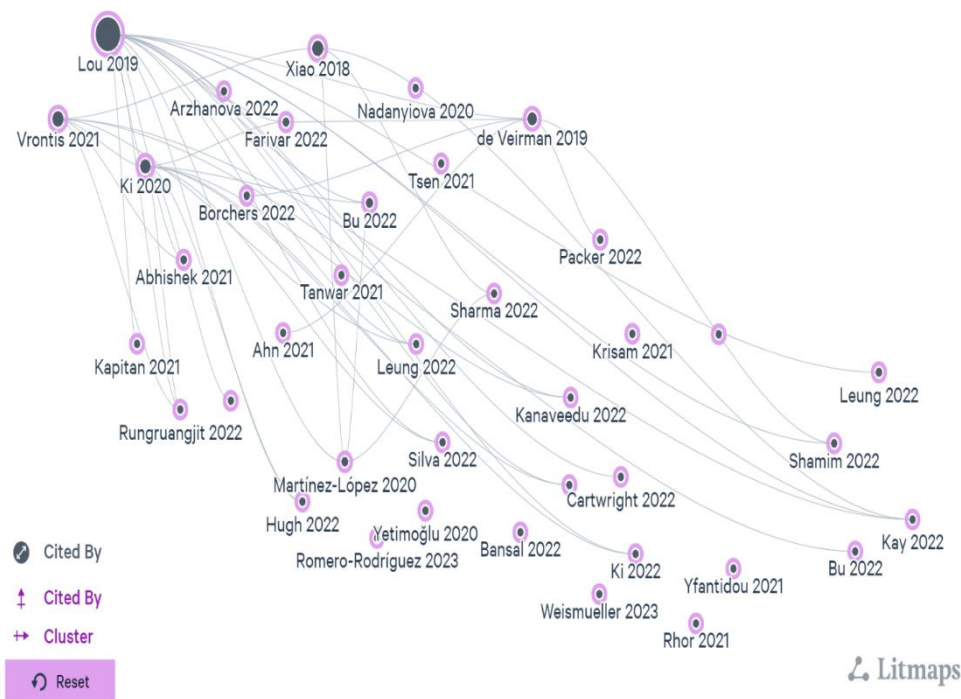 Lou 2019
Xiao 2018
Arzhanova 2022
Nadanyiova 2020
Vrontis 2021
Farivar 2022
de Veirman 2019
Tsen 2021
Ki 2020
Borchers 2022
Bu 2022
Packer 2022
Abhishek 2021
Tanwar 2021
Sharma 2022
Kapitan 2021
Ahn 2021
Leung 2022
Krisam 2021
Leung 2022
Rungruangjit 2022
Kanaveedu 2022
Silva 2022
Shamim 2022
Martínez-López 2020
Cartwright 2022
Hugh 2022
Yetimoğlu 2020
Romero-Rodríguez 2023
Bansal 2022
Kay 2022
Ki 2022
Bu 2022
Yfantidou 2021
Weismueller 2023
Rhor 2021
Cited By
Cited By
Cluster
Reset
Litmaps